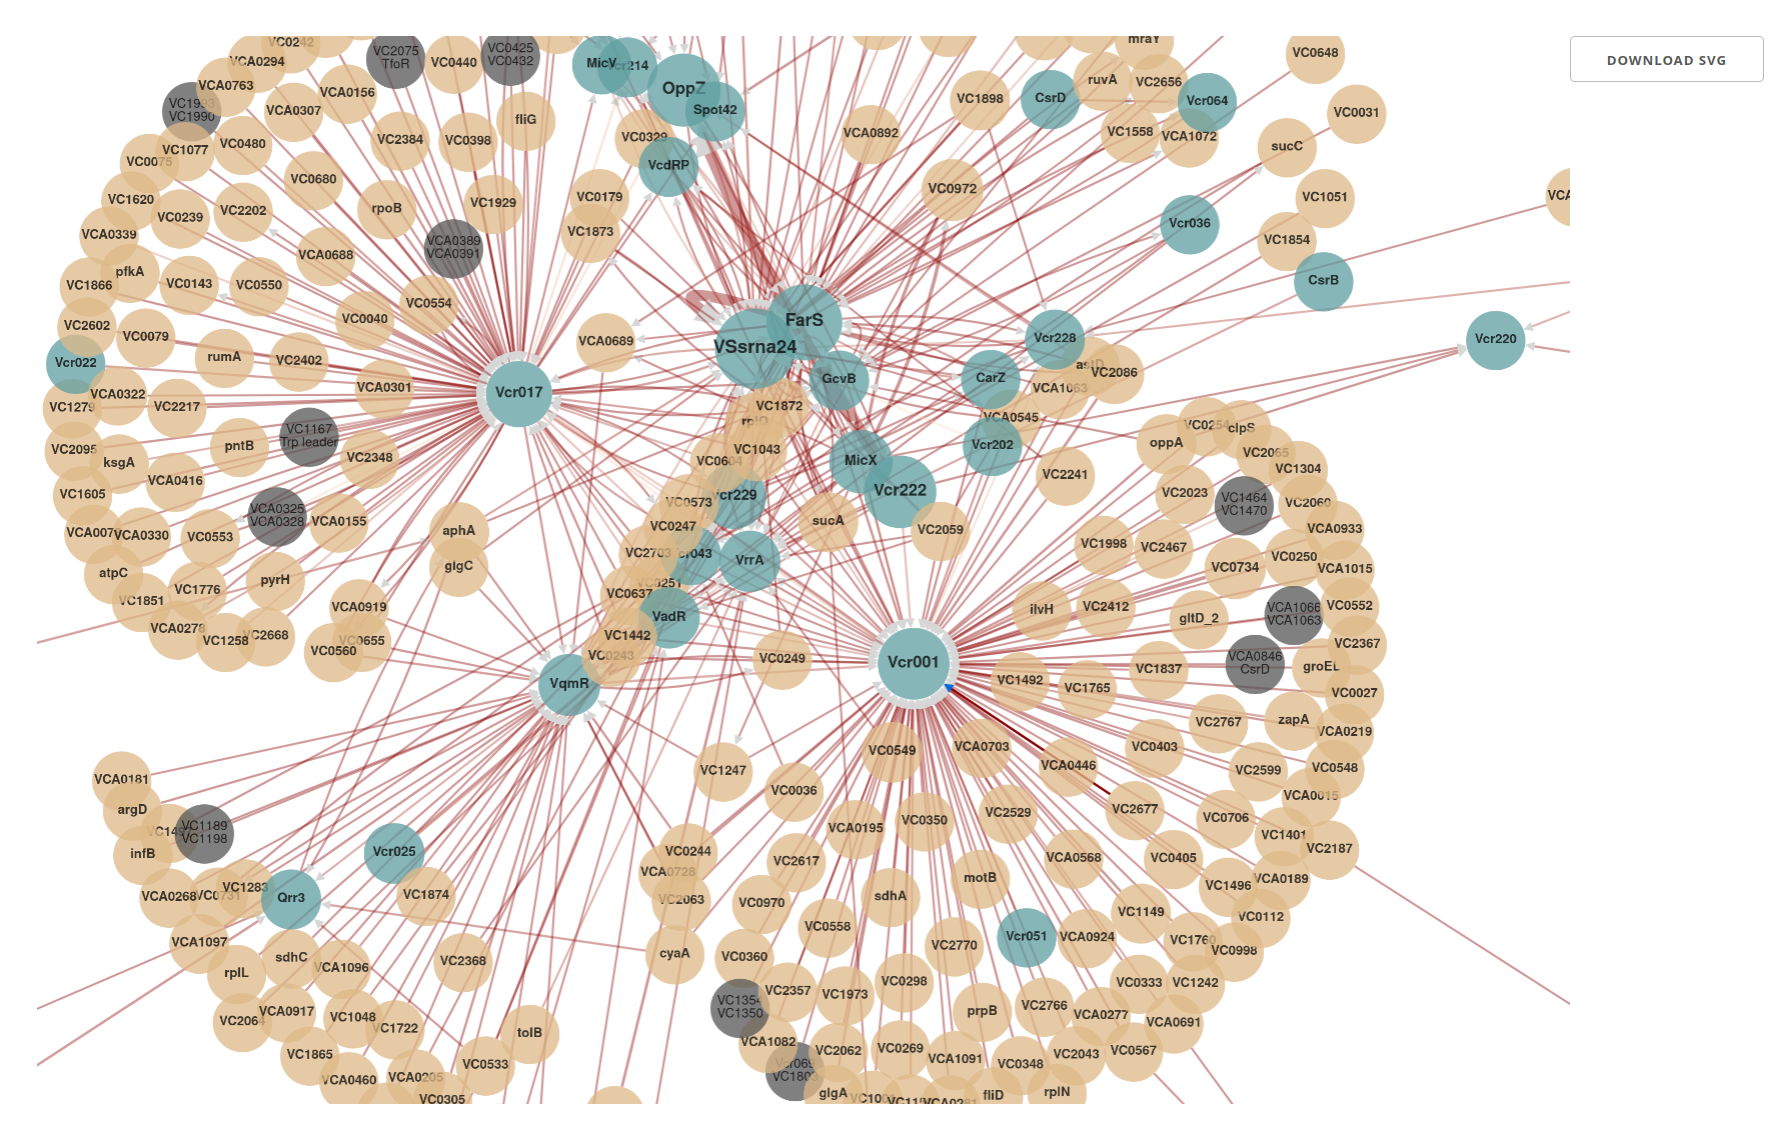 VC0242
VC2075
TfoR
VC0425
VC0432
VC0440
VCA0294
VCA0763
VCA0156
VCA0307
VC1990
fliG
VC2384
VC0398
VC0480
VC1077
VC0680
VC1620
VC0239
VC2202
rpoB
VC1929
VCA0339
VCA0389
VCA0391
VCA0688
pfkA
VC1866
VC0143
VC0550
VC0554
VC0040
VC2602
VC0079
Vcr022
rumA
VC2402
VCA0301
VCA0322
VC1279
VC2217
Vcr017
VC1167
Trp leader
VC2095
ksgA
pntB
VC2348
VC1605
VCA0416
VCA0325
VCA0328
VCA0155
VCA0330
VC0553
aphA
glgC
atpC
VC1776
pyrH
VC1851
VCA0919
VCA0278
VC1258
VC2668
VC0655
VC0560
MicV
OppZ
Spot42
VC0329
VcdRP
VC0179
VC1873
VCA0892
VC0972
VC1898
CsrD
ruvA
mraY
VC2656
Vcr064
VC1558
VCA1072
VC0648
VC0031
sucC
VC1051
Vcr036
VC1854
CsrB
Vcr220
VCA0689
FarS
VSsrna24
GcvB
Vcr228
CarZ
VC2086
VCA0545
Vcr202
VC1872
VC1043
VC0604
MicX
Vcr222
VC2241
VC0573
sucA
VC2059
VC0247
VC2703
VrrA
VC0251
VC0637
VadR
VC1442
VC0243
VqmR
VC0249
Vcr001
oppA
VC0254
clpS
VC2065
VC1304
VC2023
VC1464
VC1470
VC2060
VCA0933
VC1998
VC2467
VC0250
VC0734
VCA1015
ilvH
VC2412
gltD_2
VCA1066
VCA1063
VC0552
VC2367
VC1837
VCA0846
CsrD
groEL
VC1492
VC1765
VC0027
VC2767
zapA
VCA0219
VC0549
VCA0703
VCA0446
VC0403
VC2599
VC0548
VCA0015
VC1247
VC0036
VC2677
VC2529
VC0706
VC1401
VC2187
VCA0195
VC0350
VC0244
VCA0728
VC2063
VC2617
VCA0568
VC0405
VC1496
VCA0189
motB
sdhA
VC0970
VC0558
VC1149
VC0112
Vcr051
VCA0924
VC1760
VC0998
VC2770
cyaA
VC0360
VC0298
VC0333
VC1242
VC1354
VC1350
VC2357
VC1973
prpB
VC2766
VCA0277
VCA0691
VCA1082
VC2062
VC0269
VCA1091
VC0348
VC2043
VC0567
glgA
fliD
rplN
VCA0181
argD
infB
VC1189
VC1198
Vcr025
VCA0268
VC1283
Qrr3
VC1874
VCA1097
sdhC
rplL
VCA1096
VC2368
VC2064
VCA0917
VC1048
VC1722
tolB
VC1865
VCA0460
VCA0205
VC0533
VC0305
DOWNLOAD SVG